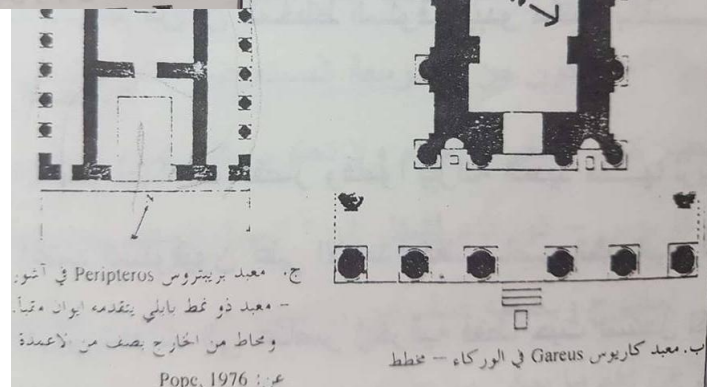 ج. معبد بريبتروس Peripteros في آشور
– معبد ذو نمط بابلي يتقدمه ايوان مقبأ.
ومحاط من الخارج بصف من الاعمدة
عن: Pope, 1976
ب. معبد كاريوس Gareus في الوركاء – مخطط